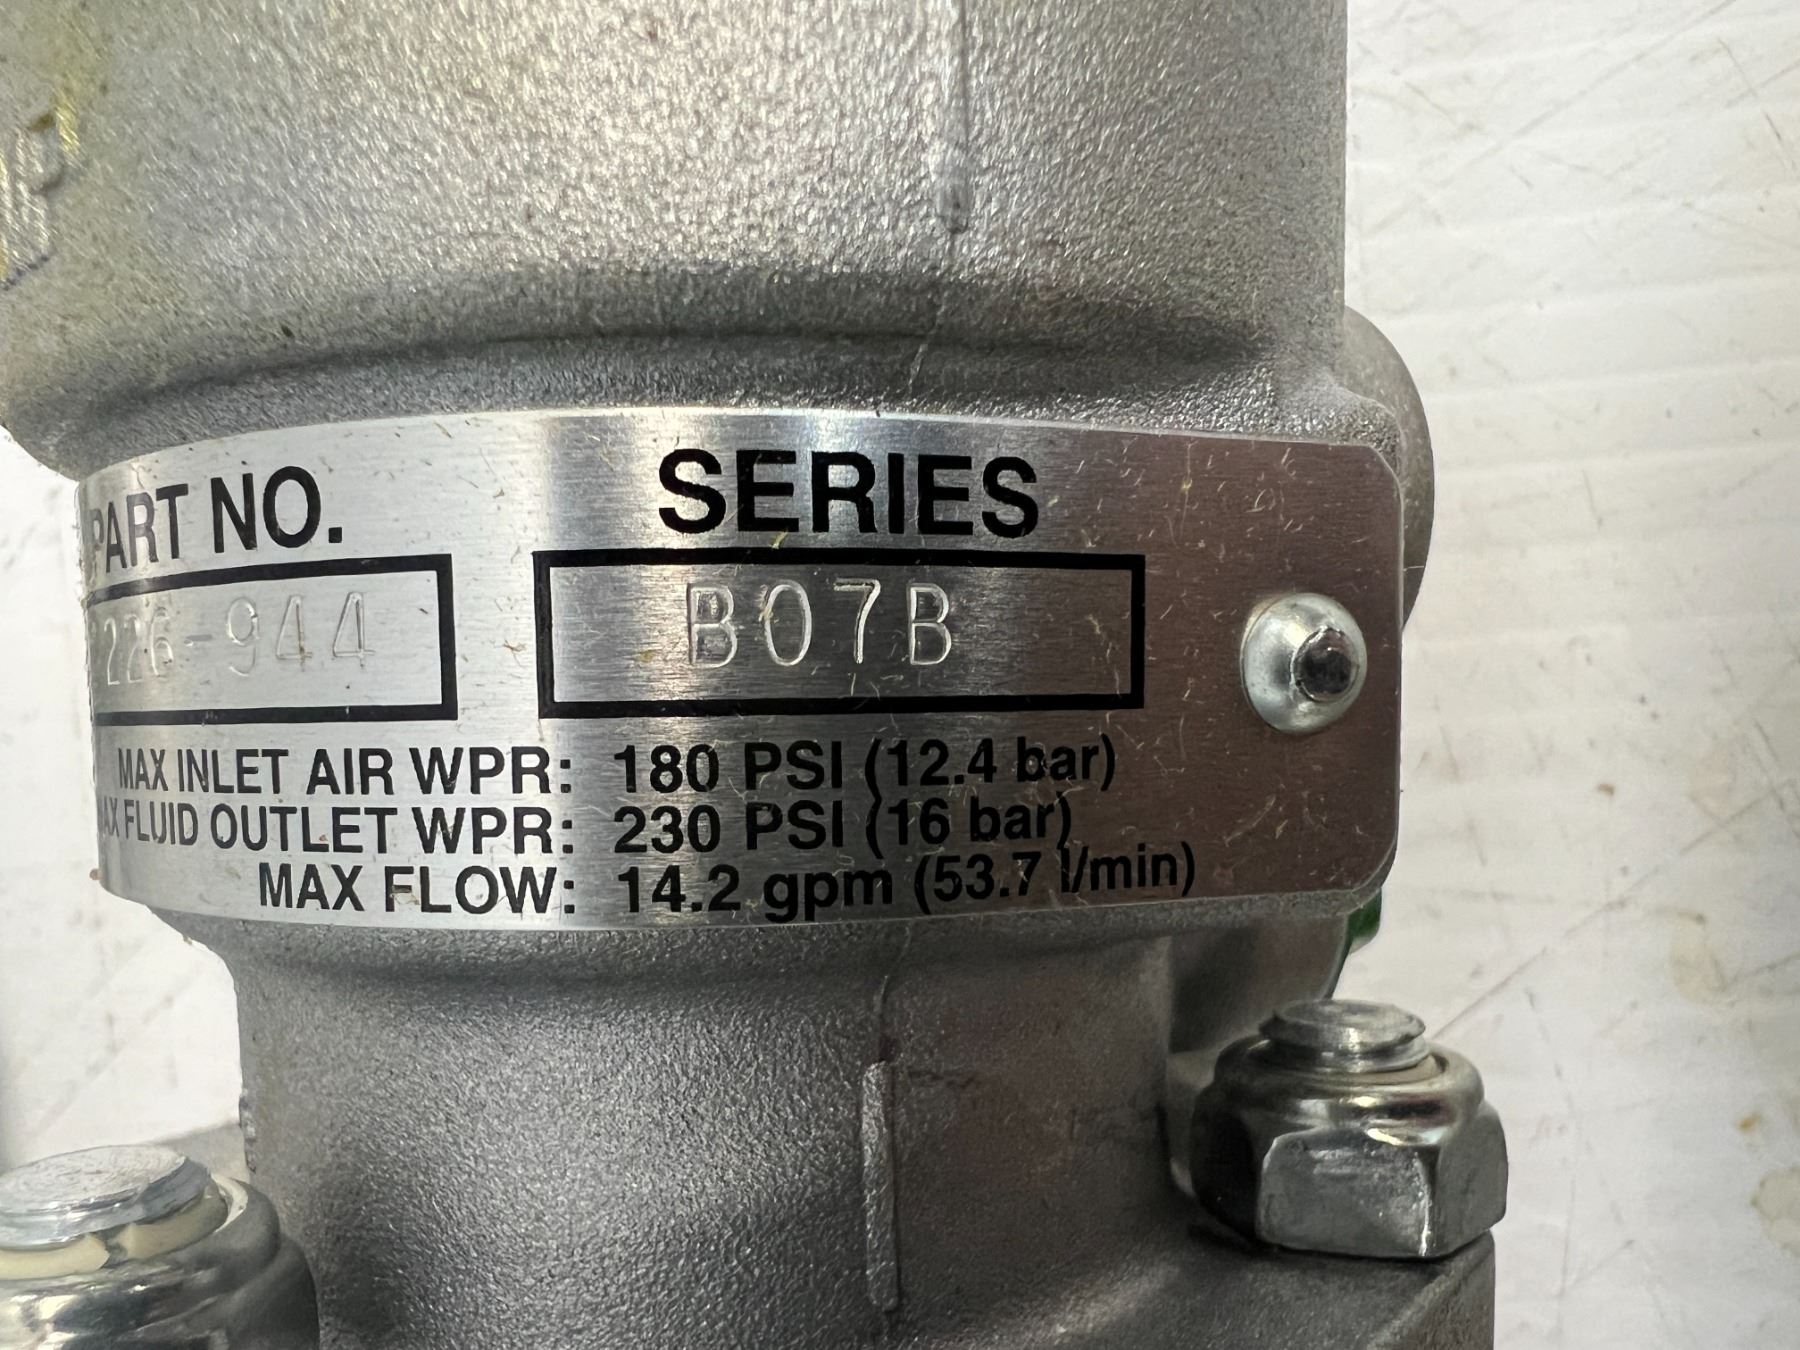 PART NO. SERIES
226-944 B07B
MAX INLET AIR WPR: 180 PSI (12.4 bar)
MAX FLUID OUTLET WPR: 230 PSI (16 bar)
MAX FLOW: 14.2 gpm (53.7 l/min)